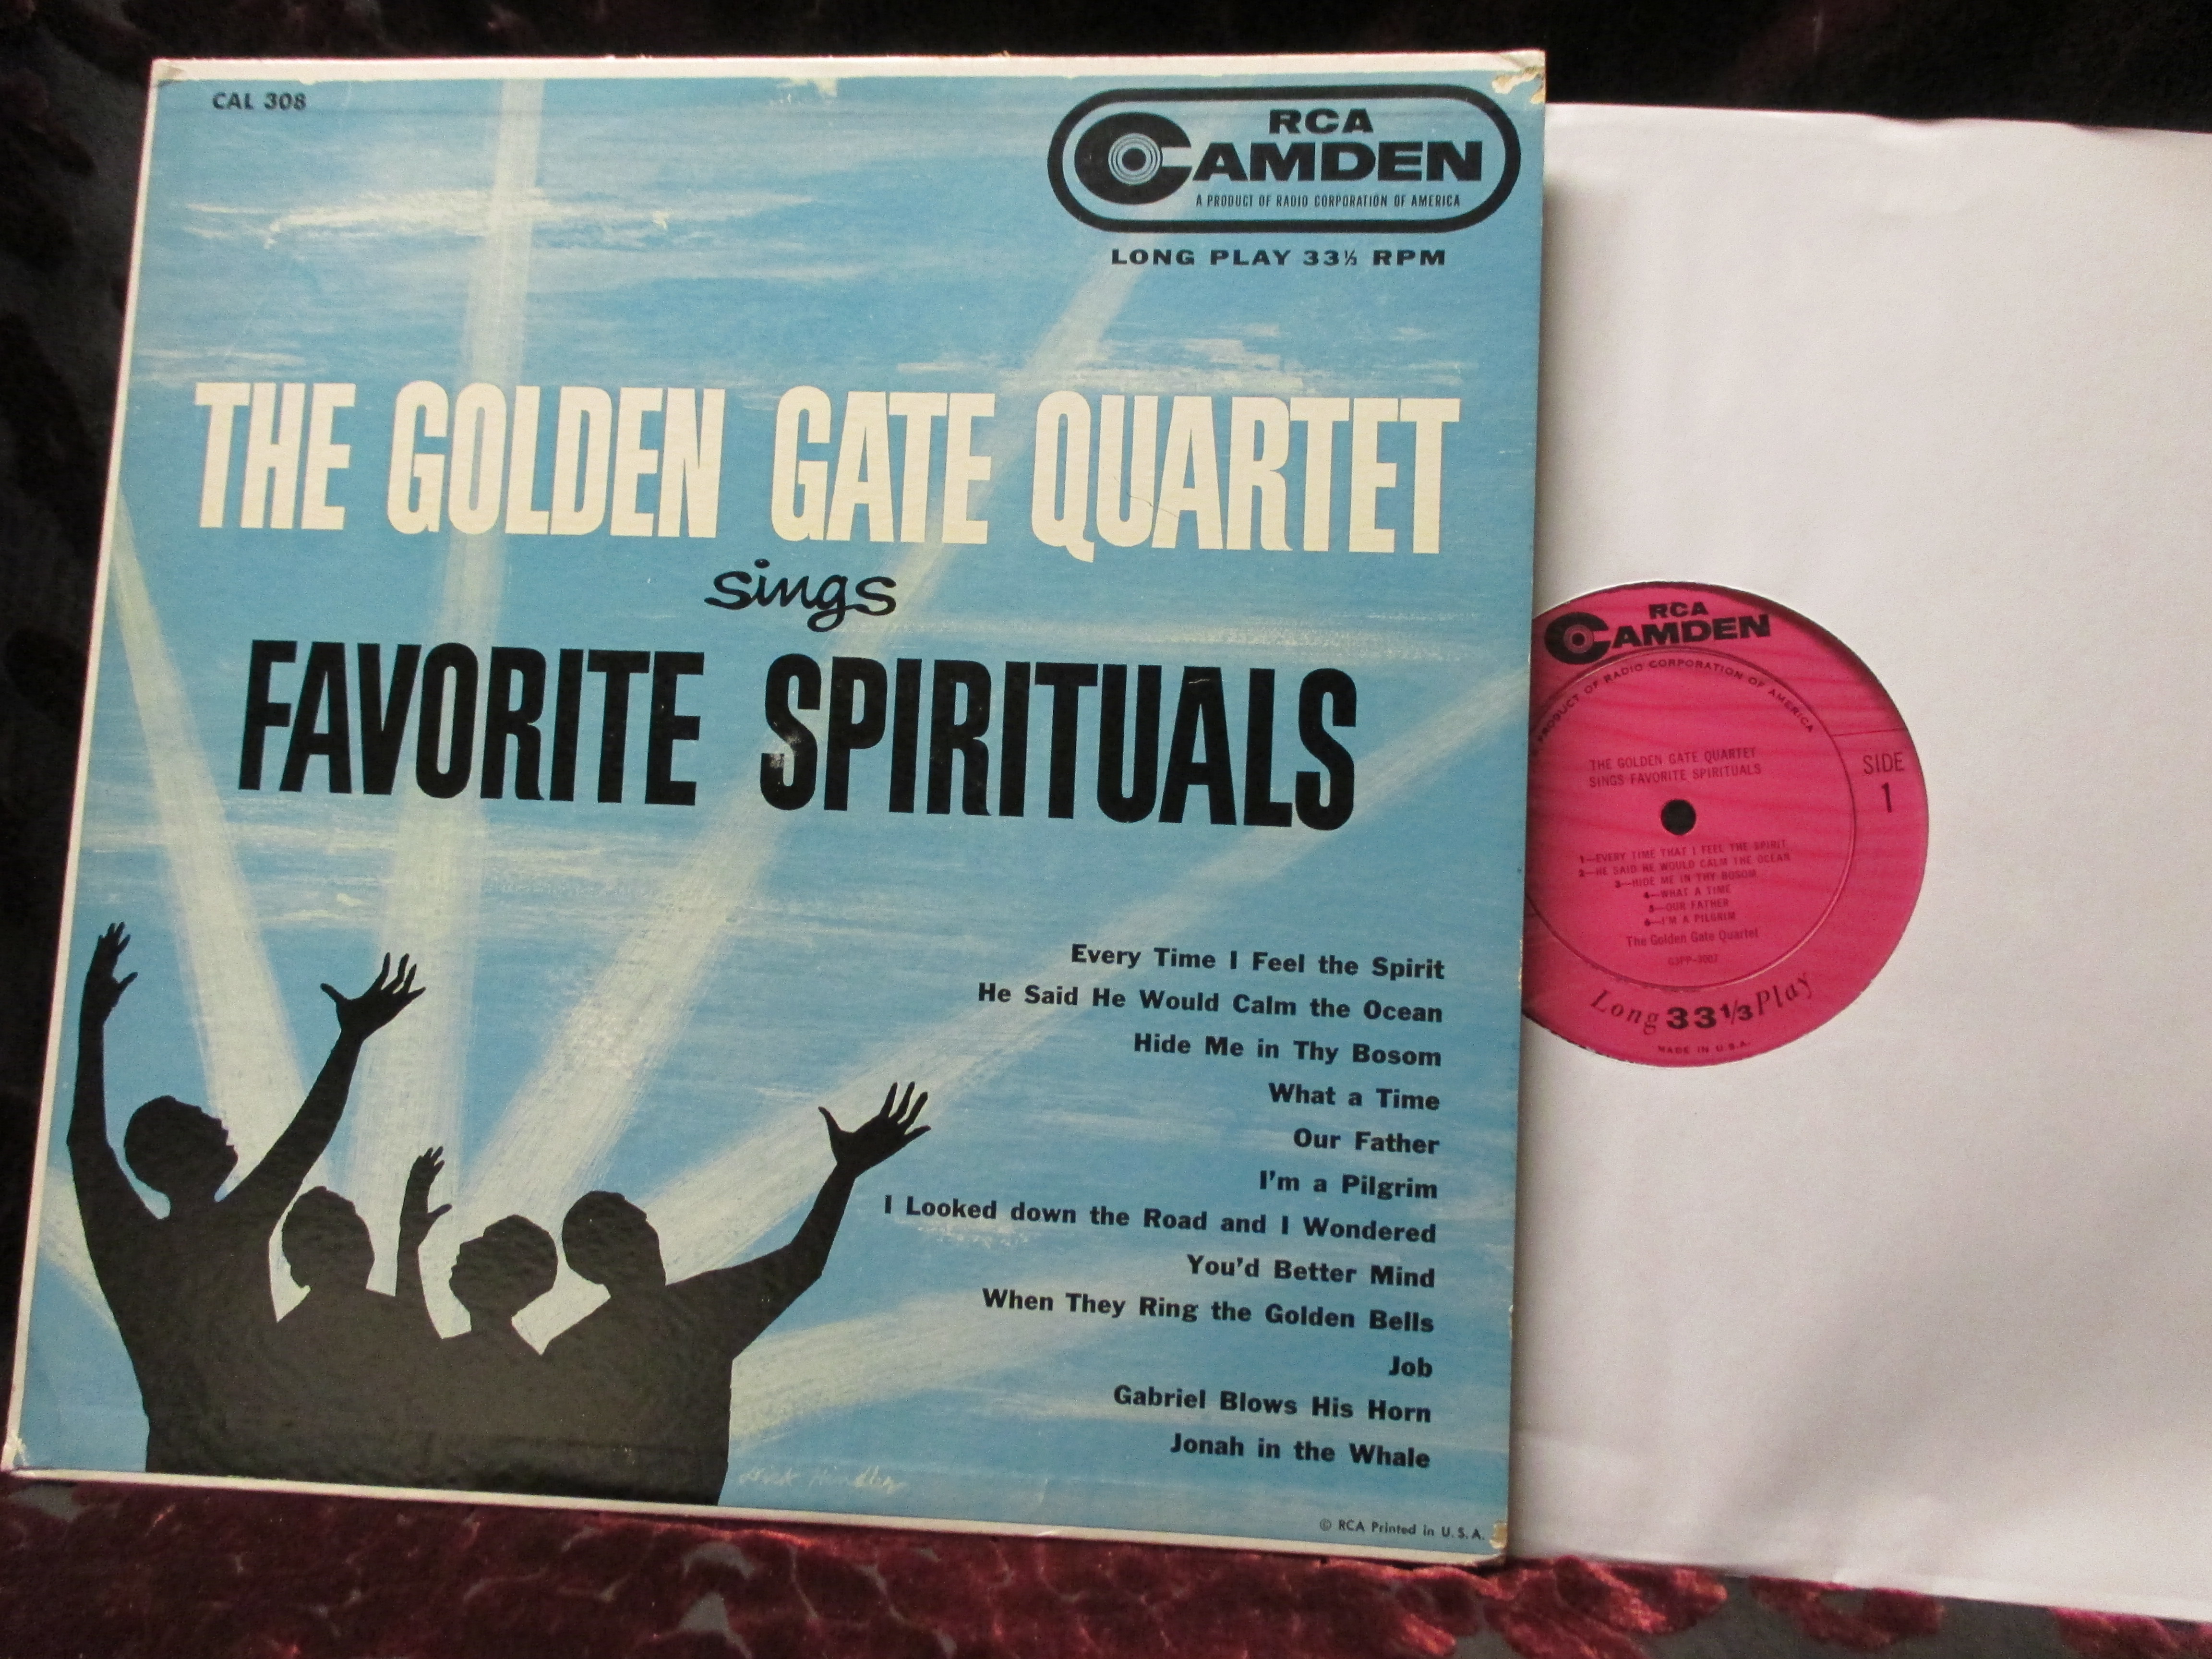 CAL 308
RCA
CAMDEN
A PRODUCT OF RADIO CORPORATION OF AMERICA
LONG PLAY 33⅓ RPM
THE GOLDEN GATE QUARTET
sings
FAVORITE SPIRITUALS
Every Time I Feel the Spirit
He Said He Would Calm the Ocean
Hide Me in Thy Bosom
What a Time
Our Father
I'm a Pilgrim
I Looked down the Road and I Wondered
You'd Better Mind
When They Ring the Golden Bells
Job
Gabriel Blows His Horn
Jonah in the Whale
© RCA Printed in U.S.A.
RCA
CAMDEN
PRODUCT OF RADIO CORPORATION OF AMERICA
THE GOLDEN GATE QUARTET
SINGS FAVORITE SPIRITUALS
SIDE
1
1—EVERY TIME THAT I FEEL THE SPIRIT
2—HE SAID HE WOULD CALM THE OCEAN
3—HIDE ME IN THY BOSOM
4—WHAT A TIME
5—OUR FATHER
6—I'M A PILGRIM
The Golden Gate Quartet
Long 33 1/3 Play
MADE IN U.S.A.